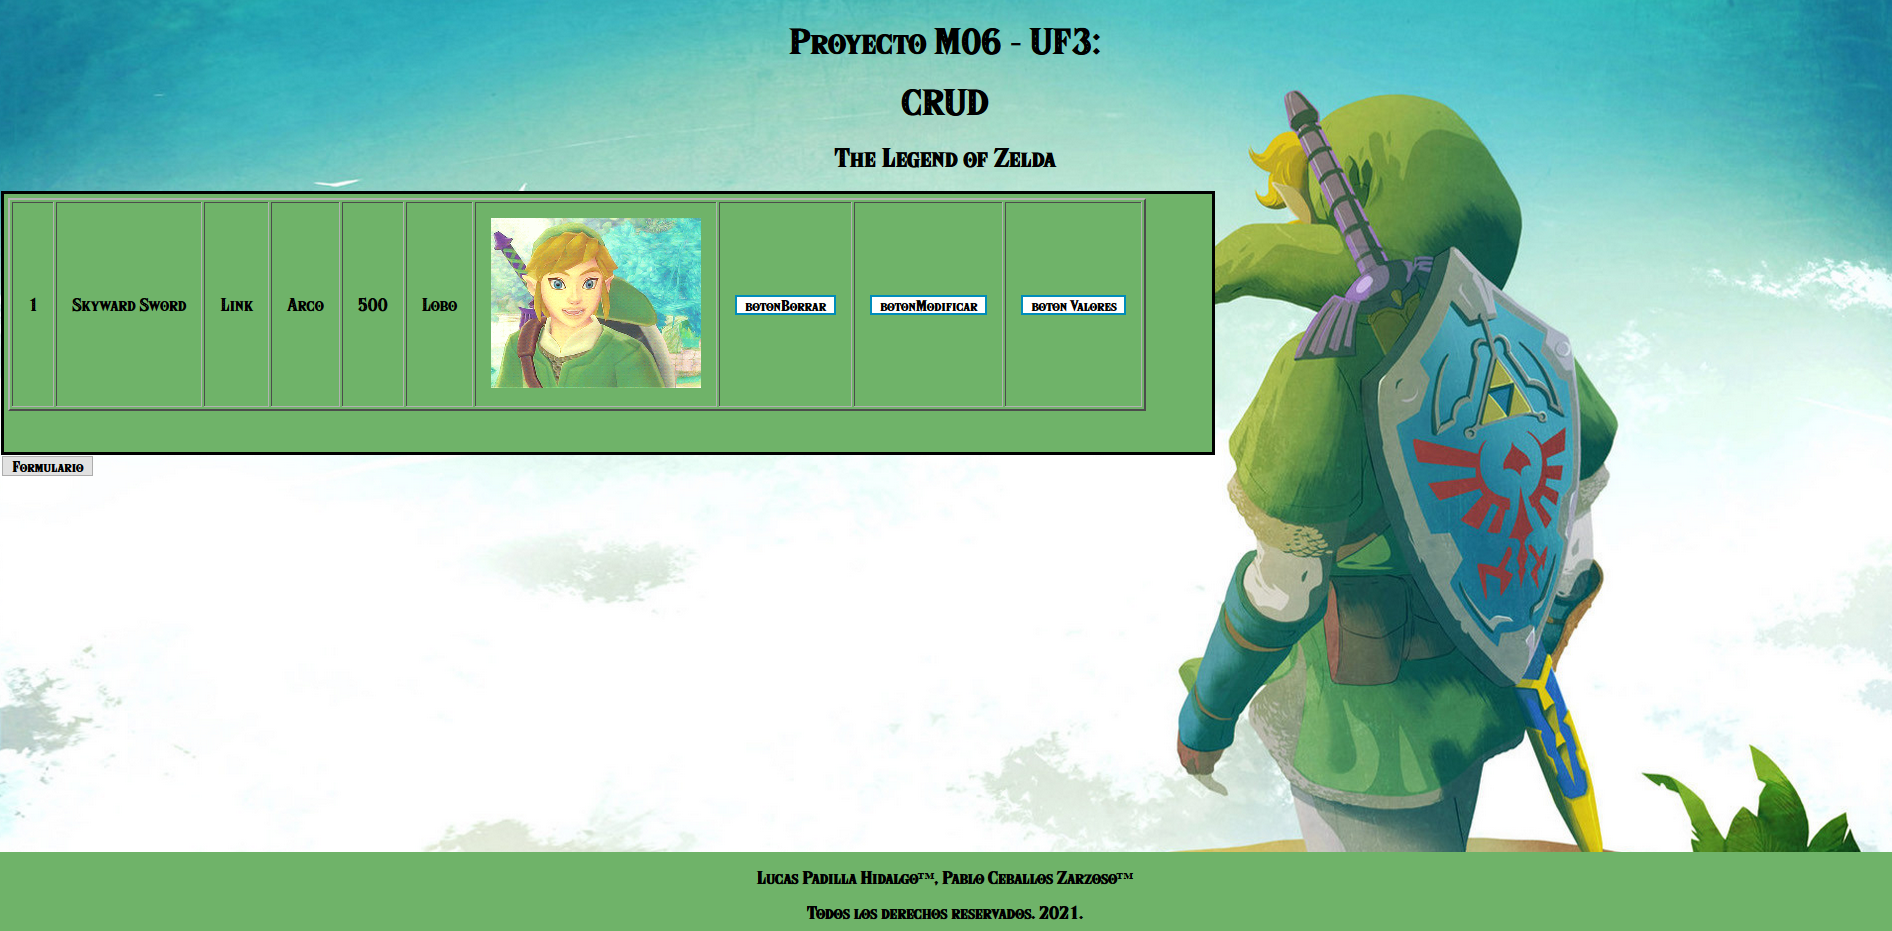 Proyecto M06 - UF3:
CRUD
The Legend of Zelda
1 Skyward Sword Link Arco 500 Lobo botonBorrar botonModificar boton Valores
Formulario
Lucas Padilla Hidalgo™, Pablo Ceballos Zarzoso™
Todos los derechos reservados. 2021.